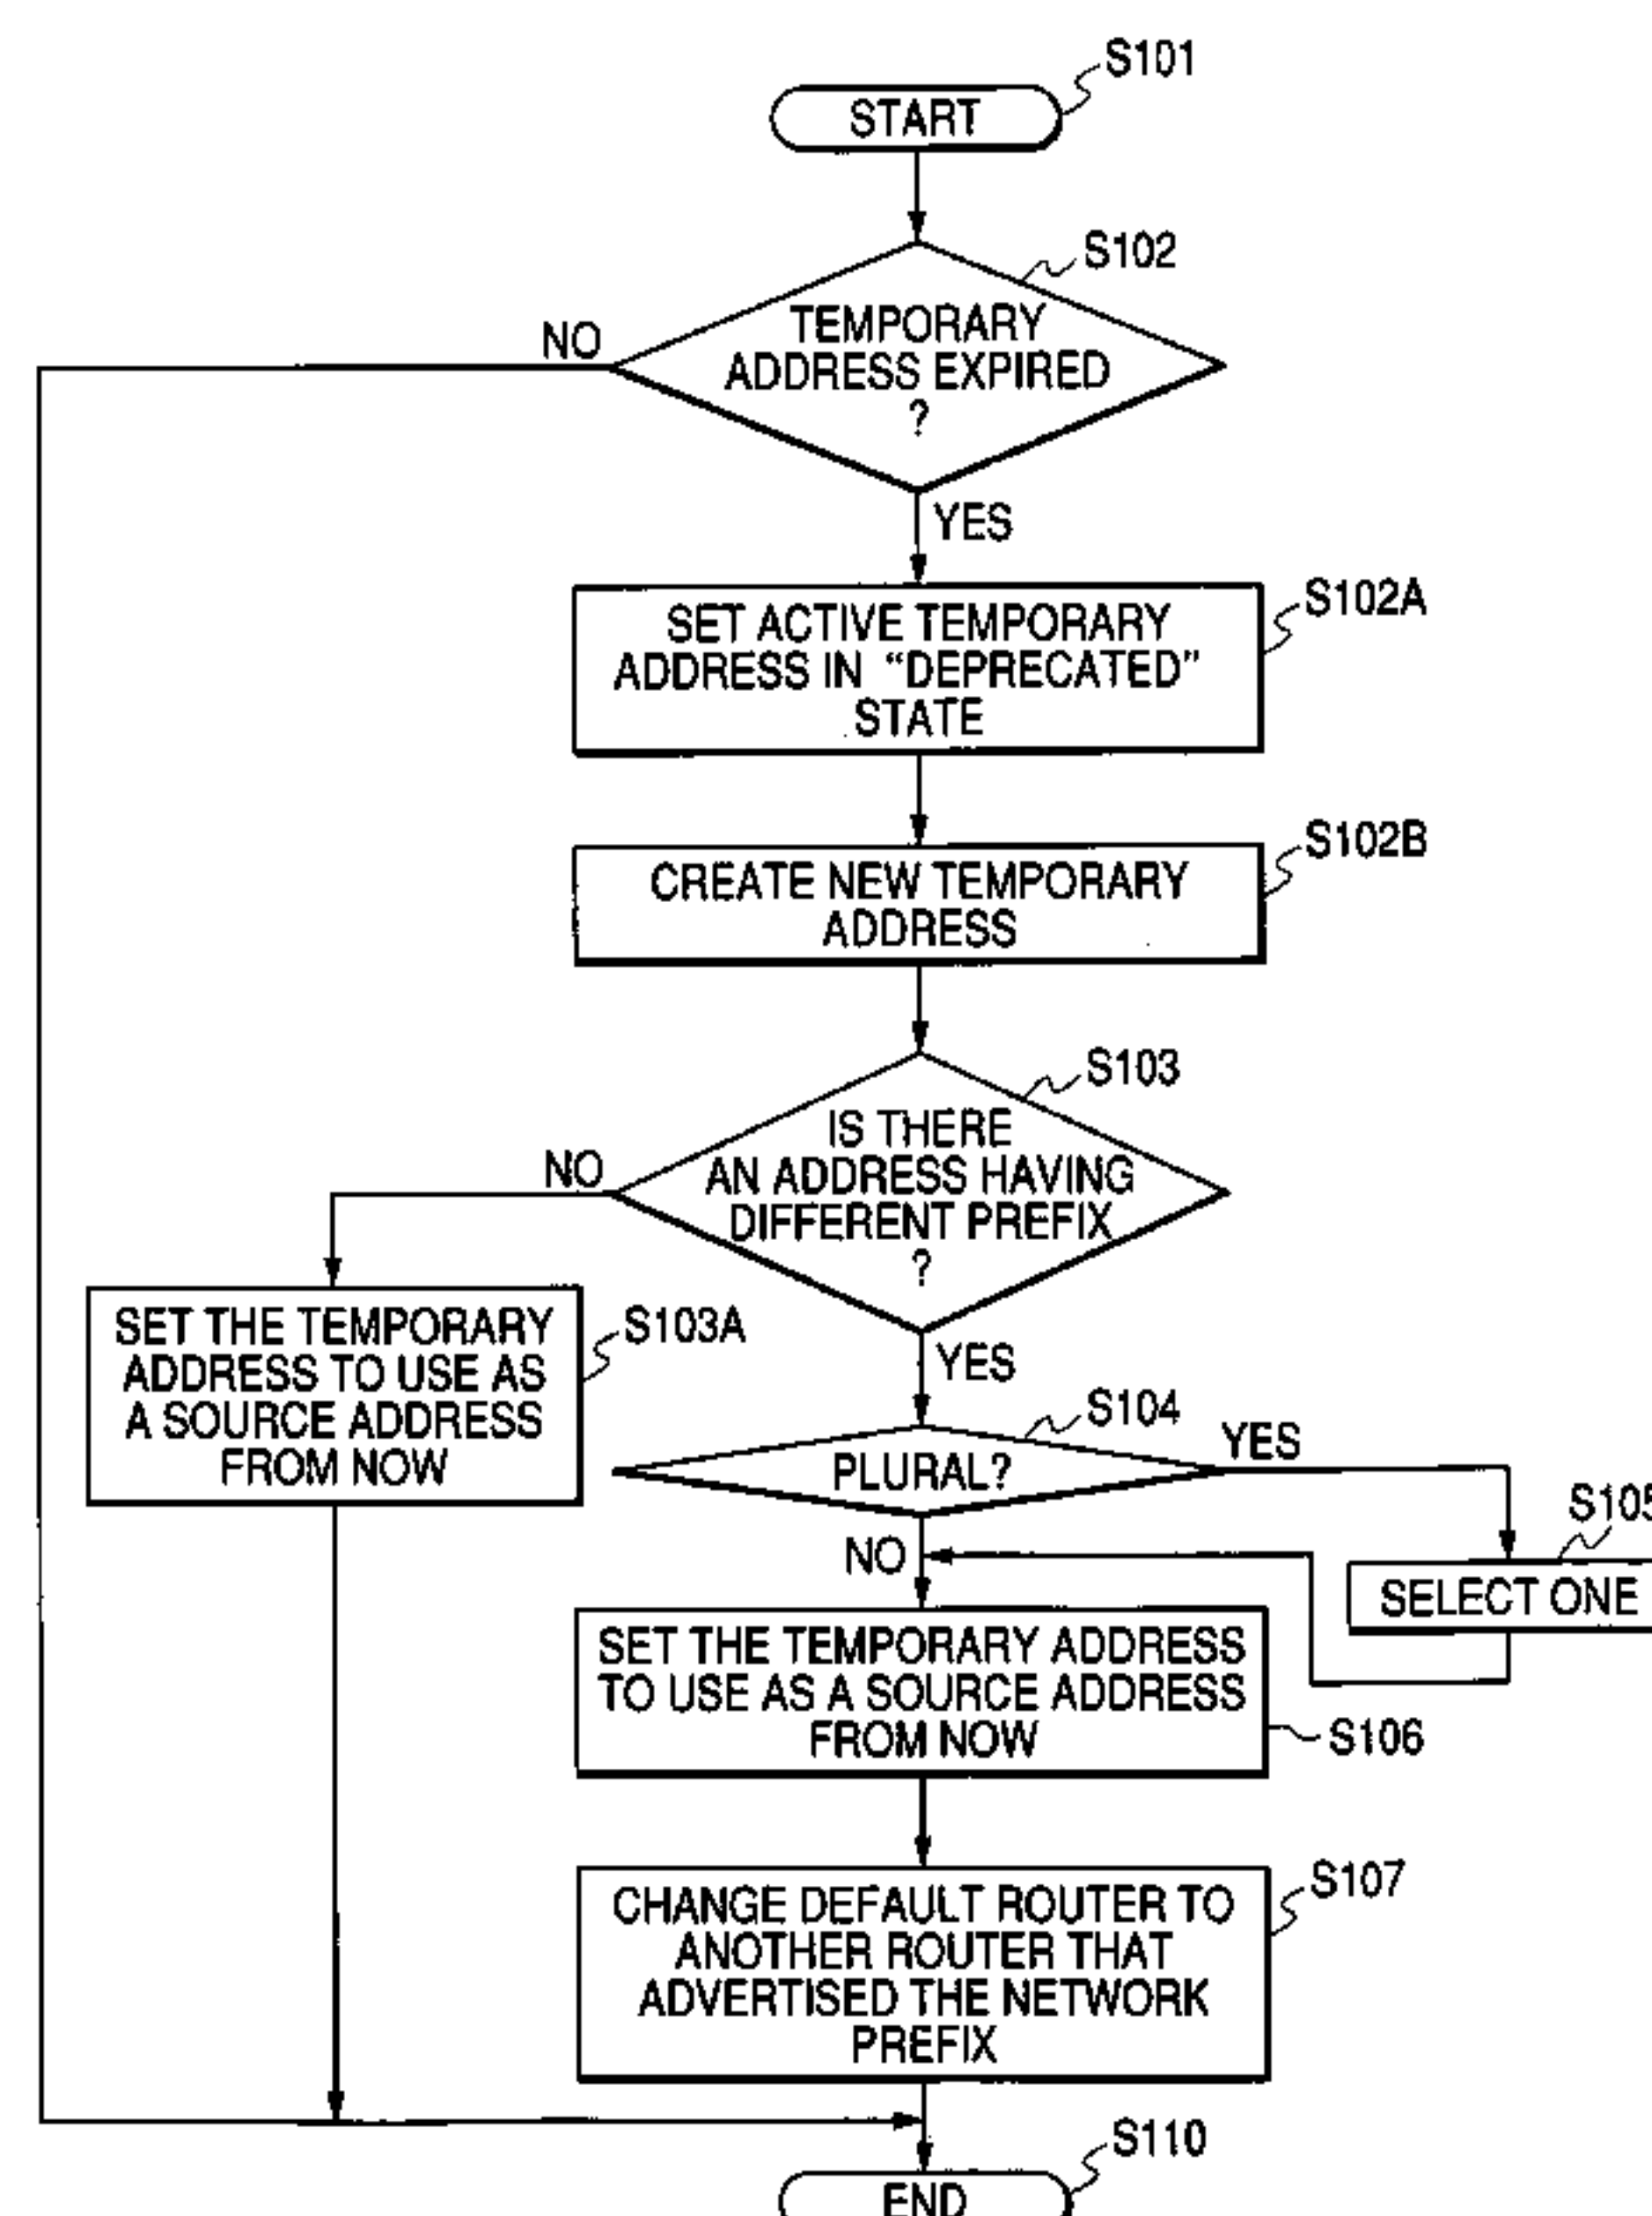 S101
START
S102
TEMPORARY
ADDRESS EXPIRED
?
NO
YES
SET ACTIVE TEMPORARY
ADDRESS IN “DEPRECATED”
STATE
S102A
CREATE NEW TEMPORARY
ADDRESS
S102B
S103
IS THERE
AN ADDRESS HAVING
DIFFERENT PREFIX
?
NO
YES
SET THE TEMPORARY
ADDRESS TO USE AS
A SOURCE ADDRESS
FROM NOW
S103A
S104
PLURAL?
YES
NO
S105
SELECT ONE
SET THE TEMPORARY ADDRESS
TO USE AS A SOURCE ADDRESS
FROM NOW
S106
CHANGE DEFAULT ROUTER TO
ANOTHER ROUTER THAT
ADVERTISED THE NETWORK
PREFIX
S107
S110
END